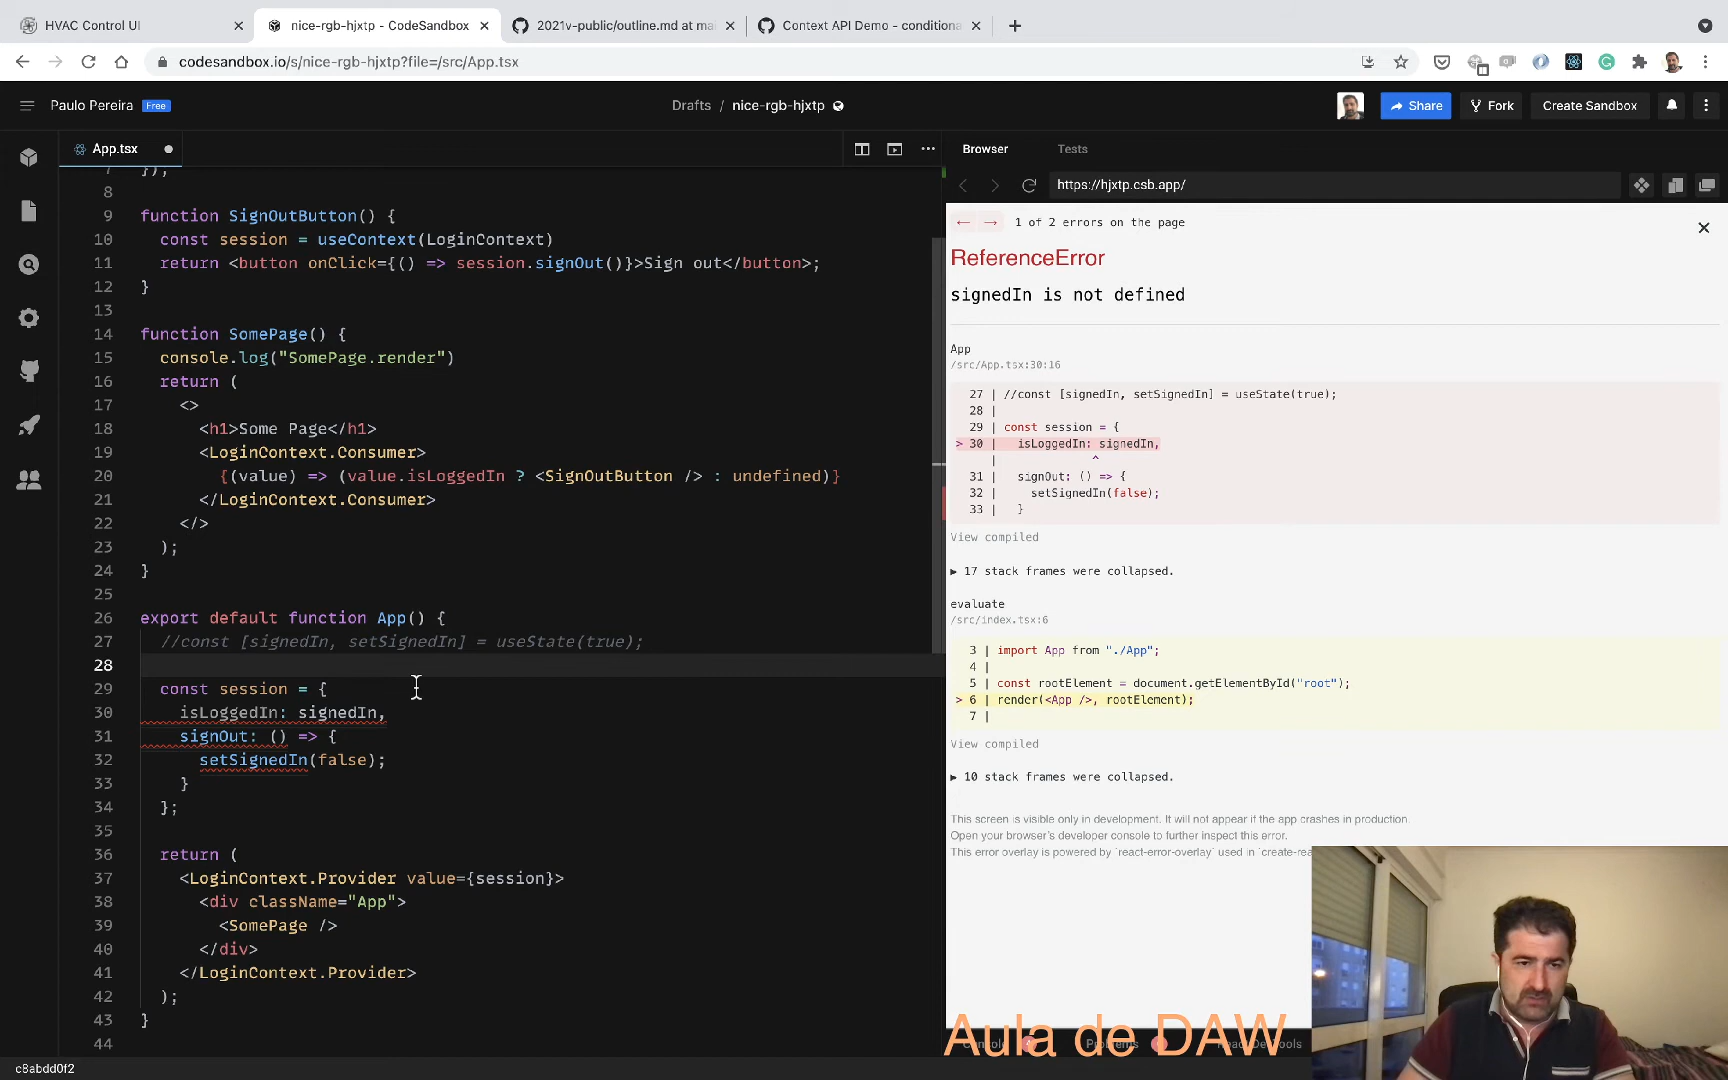 HVAC Control UI
nice-rgb-hjxtp - CodeSandbox
2021v-public/outline.md at mai
Context API Demo - conditiona
codesandbox.io/s/nice-rgb-hjxtp?file=/src/App.tsx
Paulo Pereira Free
Drafts / nice-rgb-hjxtp
Share
Fork
Create Sandbox
App.tsx
7 });
8
9 function SignOutButton() {
10 const session = useContext(LoginContext)
11 return <button onClick={() => session.signOut()}>Sign out</button>;
12 }
13
14 function SomePage() {
15 console.log("SomePage.render")
16 return (
17 <>
18 <h1>Some Page</h1>
19 <LoginContext.Consumer>
20 {(value) => (value.isLoggedIn ? <SignOutButton /> : undefined)}
21 </LoginContext.Consumer>
22 </>
23 );
24 }
25
26 export default function App() {
27 //const [signedIn, setSignedIn] = useState(true);
28
29 const session = {
30 isLoggedIn: signedIn,
31 signOut: () => {
32 setSignedIn(false);
33 }
34 };
35
36 return (
37 <LoginContext.Provider value={session}>
38 <div className="App">
39 <SomePage />
40 </div>
41 </LoginContext.Provider>
42 );
43 }
44
c8abdd0f2
Browser
Tests
https://hjxtp.csb.app/
← → 1 of 2 errors on the page
ReferenceError
signedIn is not defined
App
/src/App.tsx:30:16
27 | //const [signedIn, setSignedIn] = useState(true);
28 |
29 | const session = {
> 30 | isLoggedIn: signedIn,
| ^
31 | signOut: () => {
32 | setSignedIn(false);
33 | }
View compiled
▶ 17 stack frames were collapsed.
evaluate
/src/index.tsx:6
3 | import App from "./App";
4 |
5 | const rootElement = document.getElementById("root");
> 6 | render(<App />, rootElement);
7 |
View compiled
▶ 10 stack frames were collapsed.
This screen is visible only in development. It will not appear if the app crashes in production.
Open your browser's developer console to further inspect this error.
This error overlay is powered by `react-error-overlay` used in `create-rea
Aula de DAW
Console
Problems
React DevTools